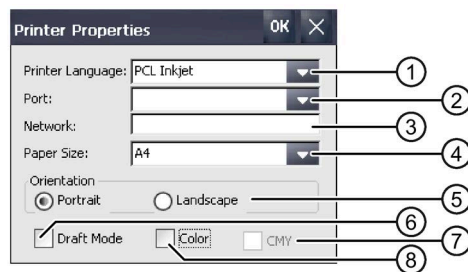 Printer Properties OK
Printer Language: PCL Inkjet 1
Port: 2
Network: 3
Paper Size: A4 4
Orientation
Portrait Landscape 5
6
Draft Mode Color CMY 7
8